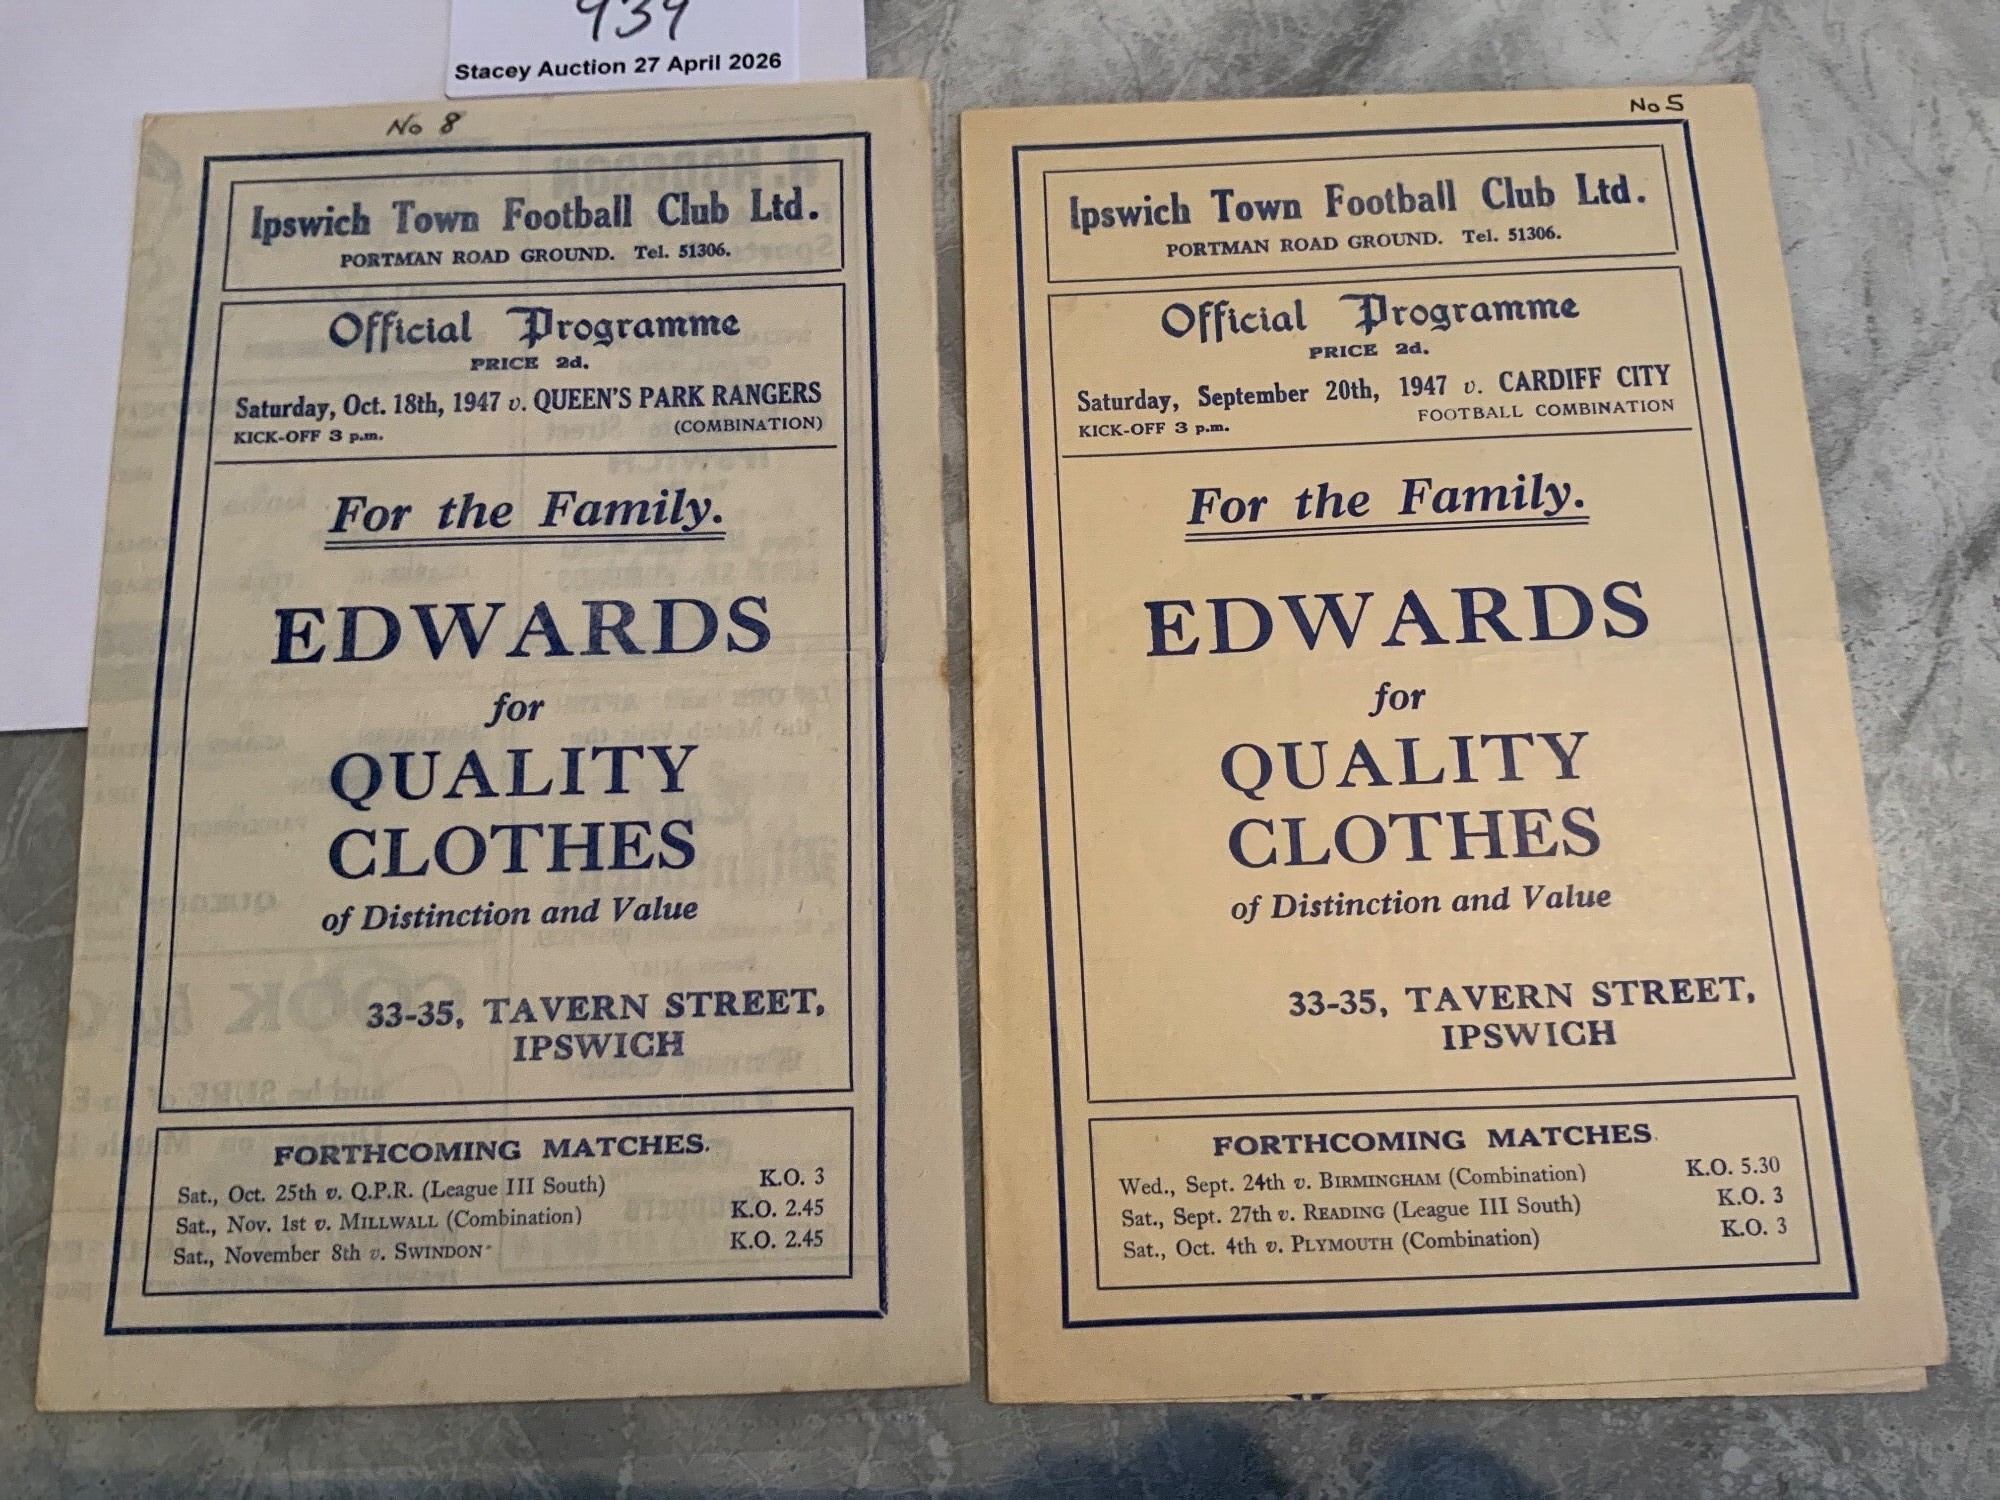 939
Stacey Auction 27 April 2026
No 8
Ipswich Town Football Club Ltd.
PORTMAN ROAD GROUND. Tel. 51306.
Official Programme
PRICE 2d.
Saturday, Oct. 18th, 1947 v. QUEEN'S PARK RANGERS
KICK-OFF 3 p.m. (COMBINATION)
For the Family.
EDWARDS
for
QUALITY
CLOTHES
of Distinction and Value
33-35, TAVERN STREET,
IPSWICH
FORTHCOMING MATCHES.
Sat., Oct. 25th v. Q.P.R. (League III South) K.O. 3
Sat., Nov. 1st v. MILLWALL (Combination) K.O. 2.45
Sat., November 8th v. SWINDON K.O. 2.45
No 5
Ipswich Town Football Club Ltd.
PORTMAN ROAD GROUND. Tel. 51306.
Official Programme
PRICE 2d.
Saturday, September 20th, 1947 v. CARDIFF CITY
KICK-OFF 3 p.m. FOOTBALL COMBINATION
For the Family.
EDWARDS
for
QUALITY
CLOTHES
of Distinction and Value
33-35, TAVERN STREET,
IPSWICH
FORTHCOMING MATCHES.
Wed., Sept. 24th v. BIRMINGHAM (Combination) K.O. 5.30
Sat., Sept. 27th v. READING (League III South) K.O. 3
Sat., Oct. 4th v. PLYMOUTH (Combination) K.O. 3